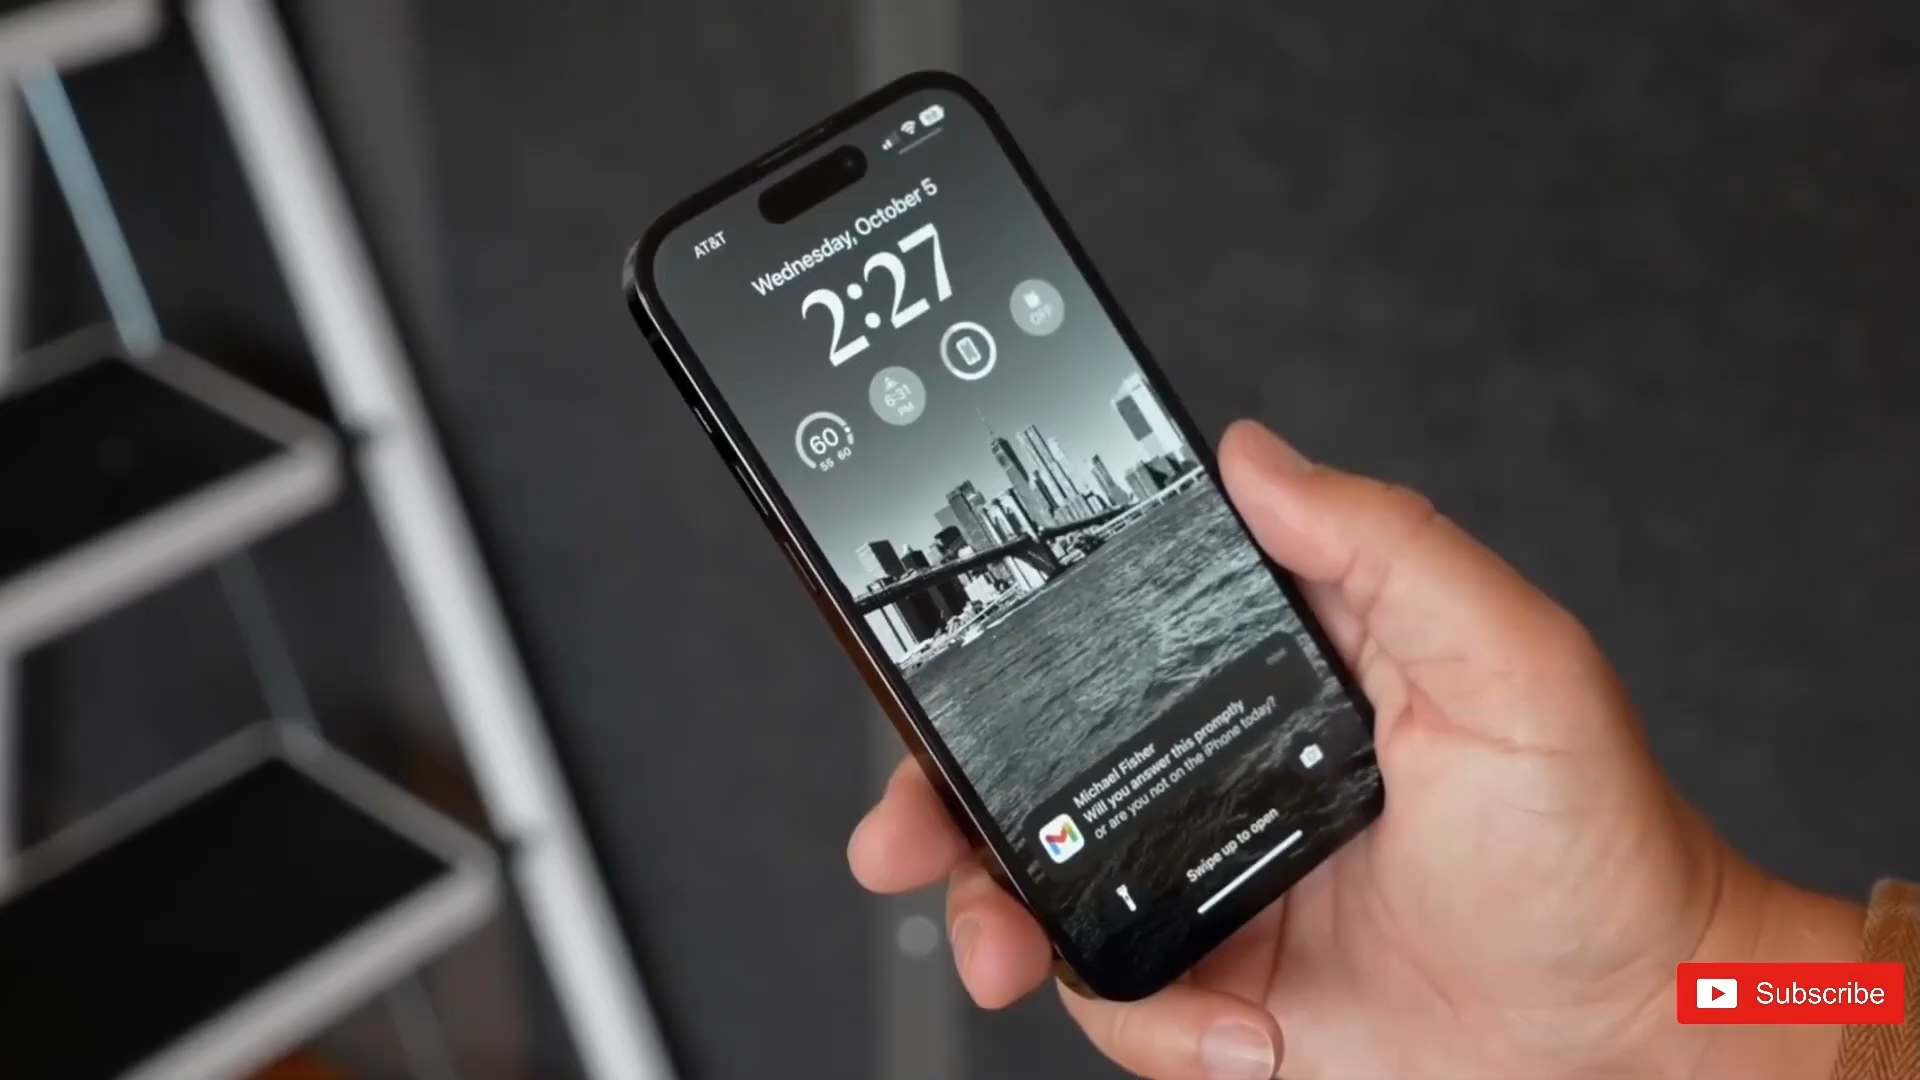 AT&T
Wednesday, October 5
2:27
60
55 60
6:31
PM
OFF
Michael Fisher
Will you answer this promptly
or are you not on the iPhone today?
Swipe up to open
Subscribe